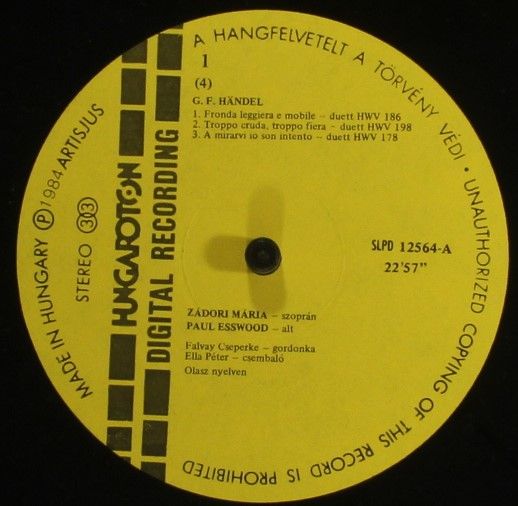 A HANGFELVETELT A TÖRVÉNY VÉDI · UNAUTHORIZED COPYING OF THIS RECORD IS PROHIBITED
MADE IN HUNGARY Ⓟ 1984 ARTISJUS
STEREO 33
HUNGAROTON
DIGITAL RECORDING
1
(4)
G. F. HÄNDEL
1. Fronda leggiera e mobile – duett HWV 186
2. Troppo cruda, troppo fiera – duett HWV 198
3. A mirarvi io son intento – duett HWV 178
SLPD 12564-A
22'57"
ZÁDORI MÁRIA – szoprán
PAUL ESSWOOD – alt
Falvay Cseperke – gordonka
Ella Péter – csembaló
Olasz nyelven